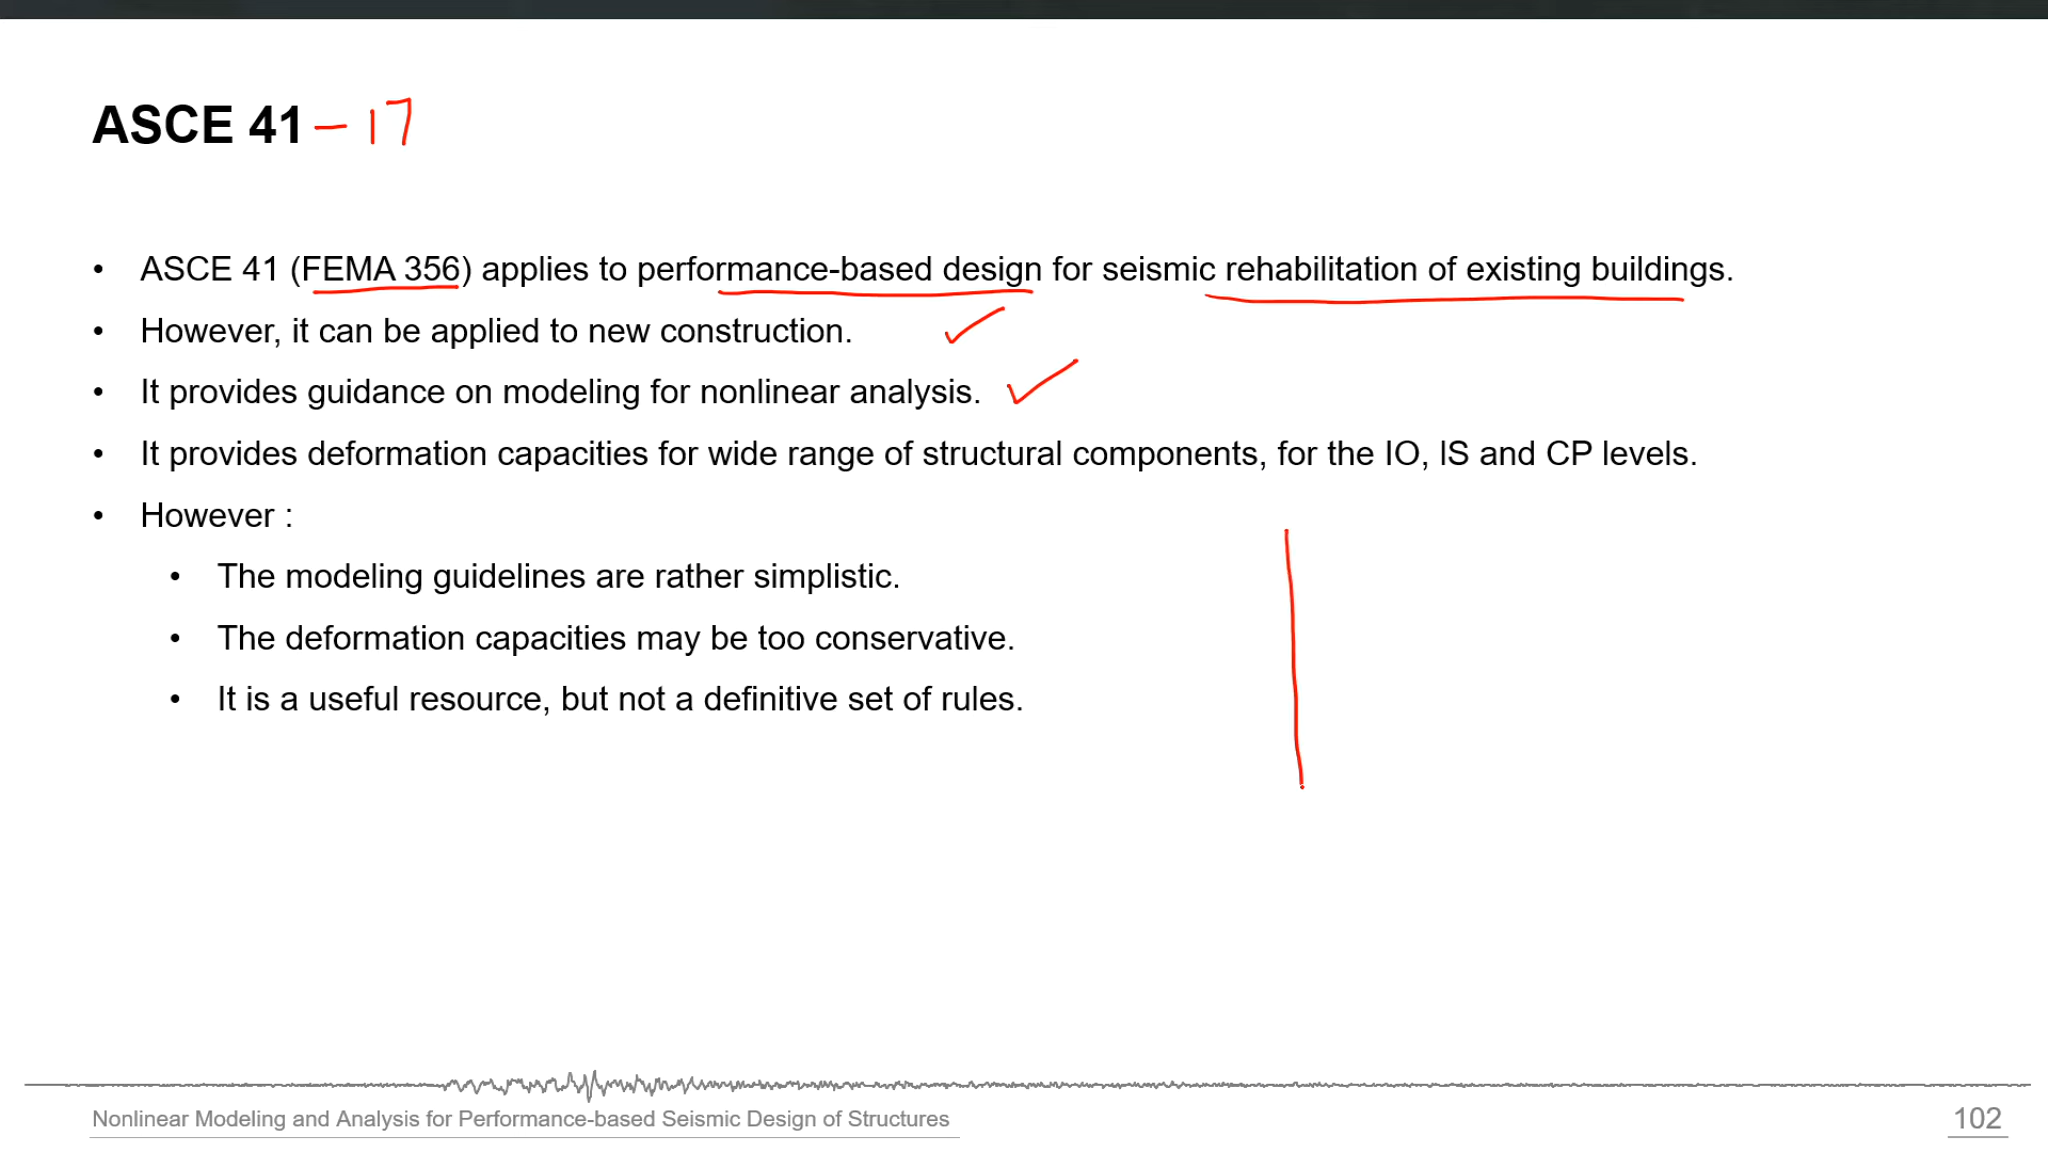 ASCE 41 – 17
• ASCE 41 (FEMA 356) applies to performance-based design for seismic rehabilitation of existing buildings.
• However, it can be applied to new construction. ✓
• It provides guidance on modeling for nonlinear analysis. ✓
• It provides deformation capacities for wide range of structural components, for the IO, lS and CP levels.
• However :
• The modeling guidelines are rather simplistic.
• The deformation capacities may be too conservative.
• It is a useful resource, but not a definitive set of rules.
Nonlinear Modeling and Analysis for Performance-based Seismic Design of Structures
102